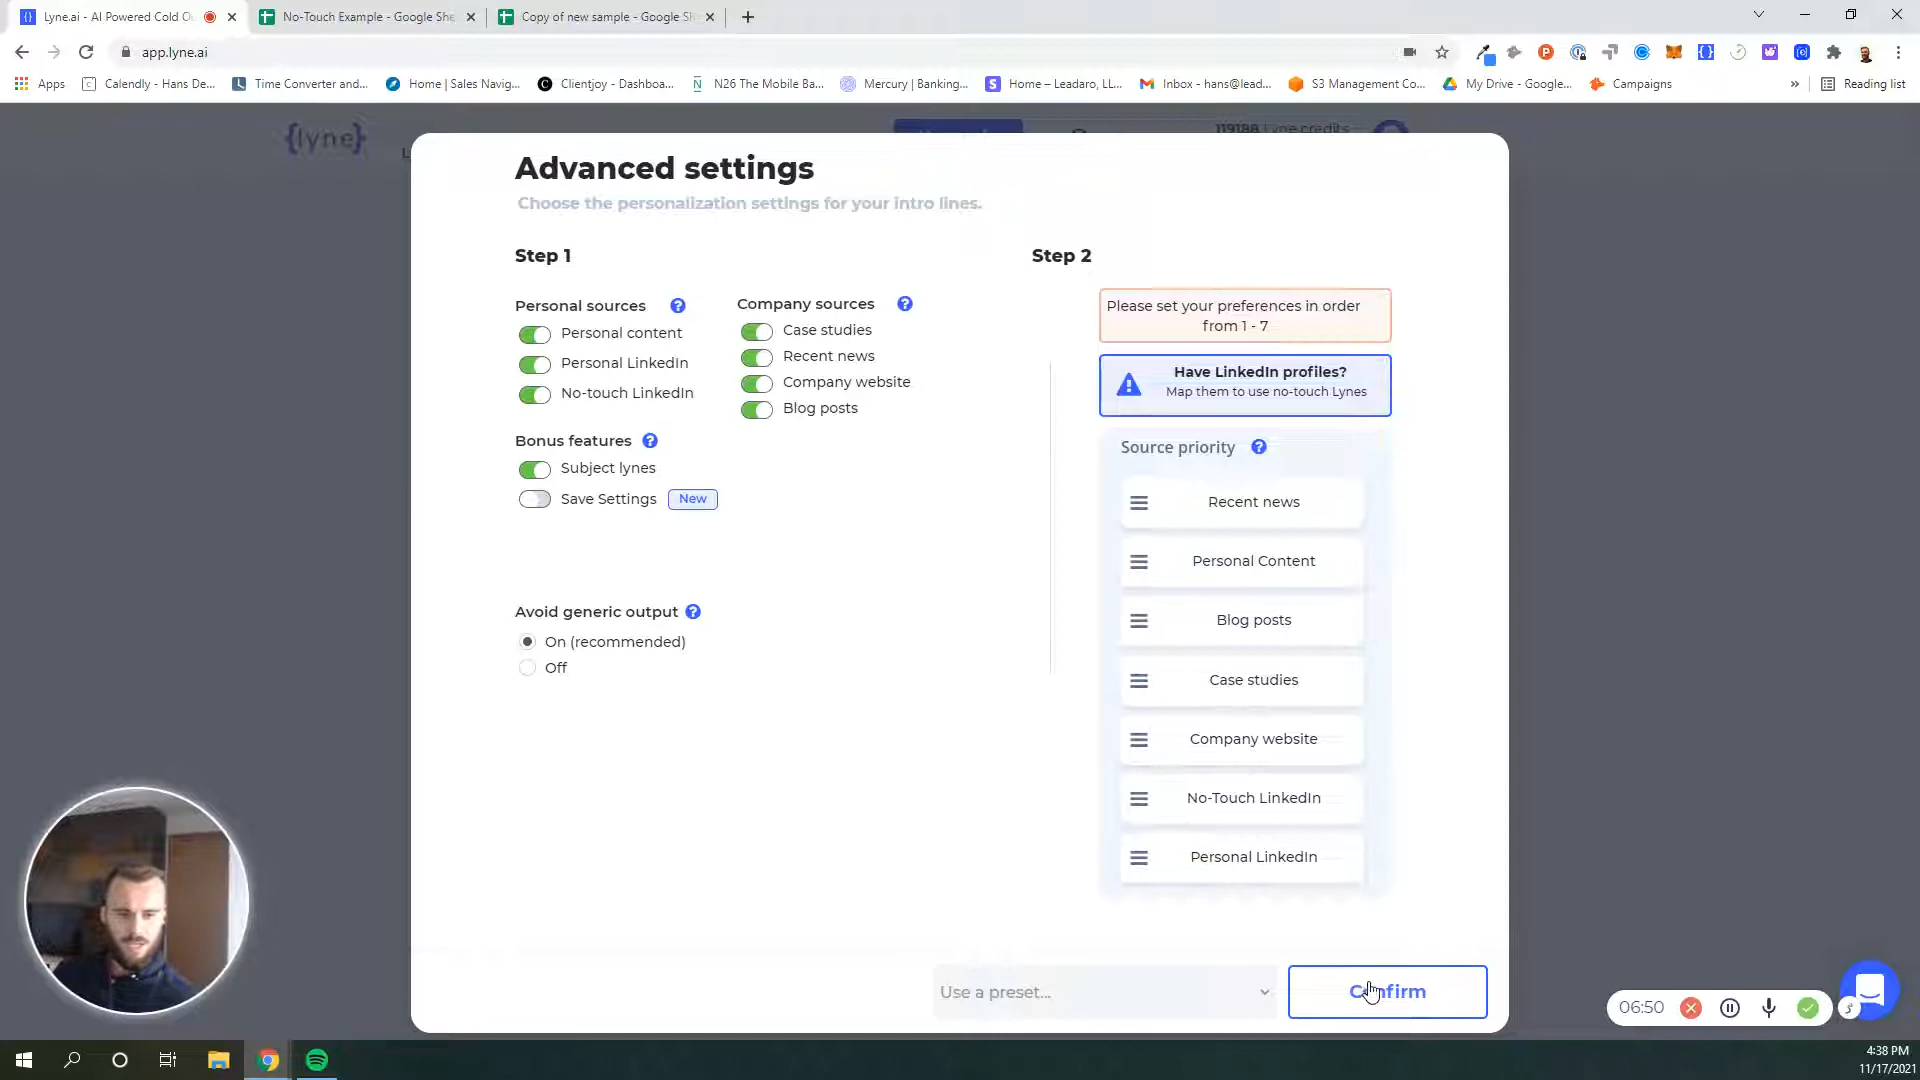 Lyne.ai - AI Powered Cold O
No-Touch Example - Google She
Copy of new sample - Google S
app.lyne.ai
Apps
Calendly - Hans De...
Time Converter and...
Home | Sales Navig...
Clientjoy - Dashboa...
N26 The Mobile Ba...
Mercury | Banking...
Home – Leadaro, LL...
Inbox - hans@lead...
S3 Management Co...
My Drive - Google...
Campaigns
»
Reading list
{lyne}
119188 Lyne credits
Advanced settings
Choose the personalization settings for your intro lines.
Step 1
Personal sources ?
Personal content
Personal LinkedIn
No-touch LinkedIn
Company sources ?
Case studies
Recent news
Company website
Blog posts
Bonus features ?
Subject lynes
Save Settings New
Avoid generic output ?
On (recommended)
Off
Step 2
Please set your preferences in order
from 1 - 7
Have LinkedIn profiles?
Map them to use no-touch Lynes
Source priority ?
Recent news
Personal Content
Blog posts
Case studies
Company website
No-Touch LinkedIn
Personal LinkedIn
Use a preset...
Confirm
06:50
4:38 PM
11/17/2021